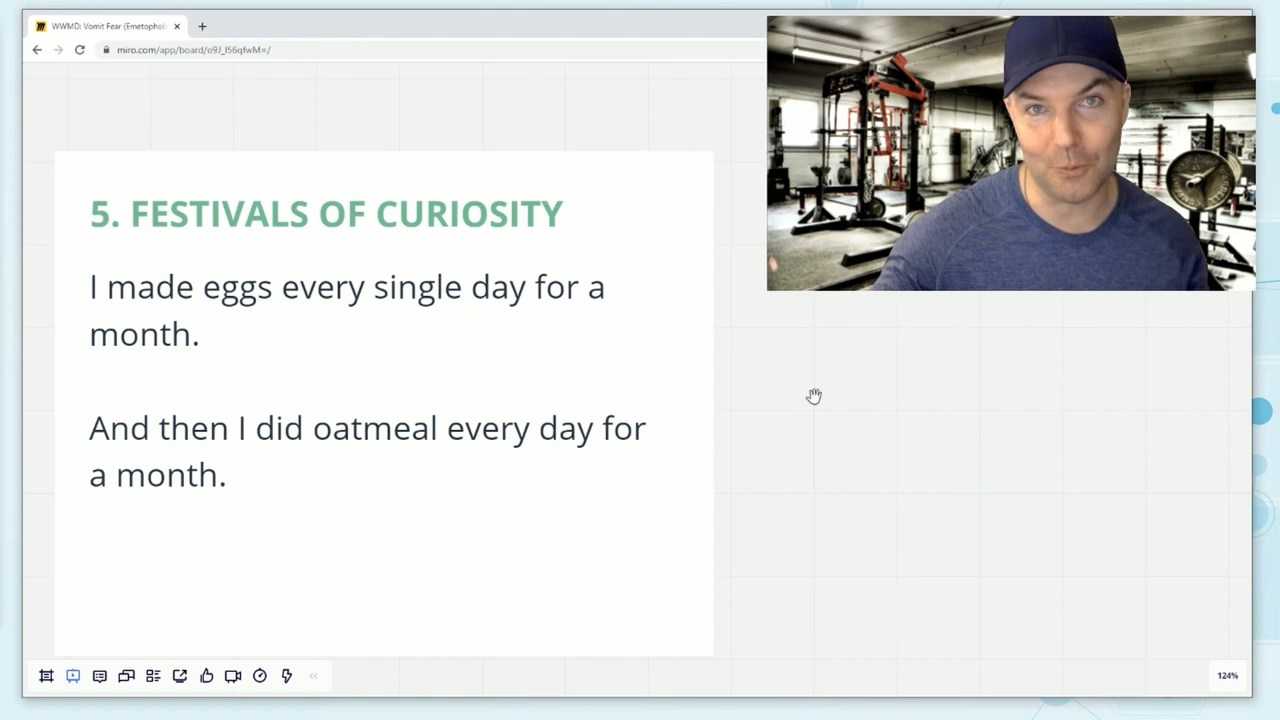 WWMD: Vomit Fear (Emetophob
miro.com/app/board/o9J_l56qfwM=/
5. FESTIVALS OF CURIOSITY
I made eggs every single day for a
month.
And then I did oatmeal every day for
a month.
124%